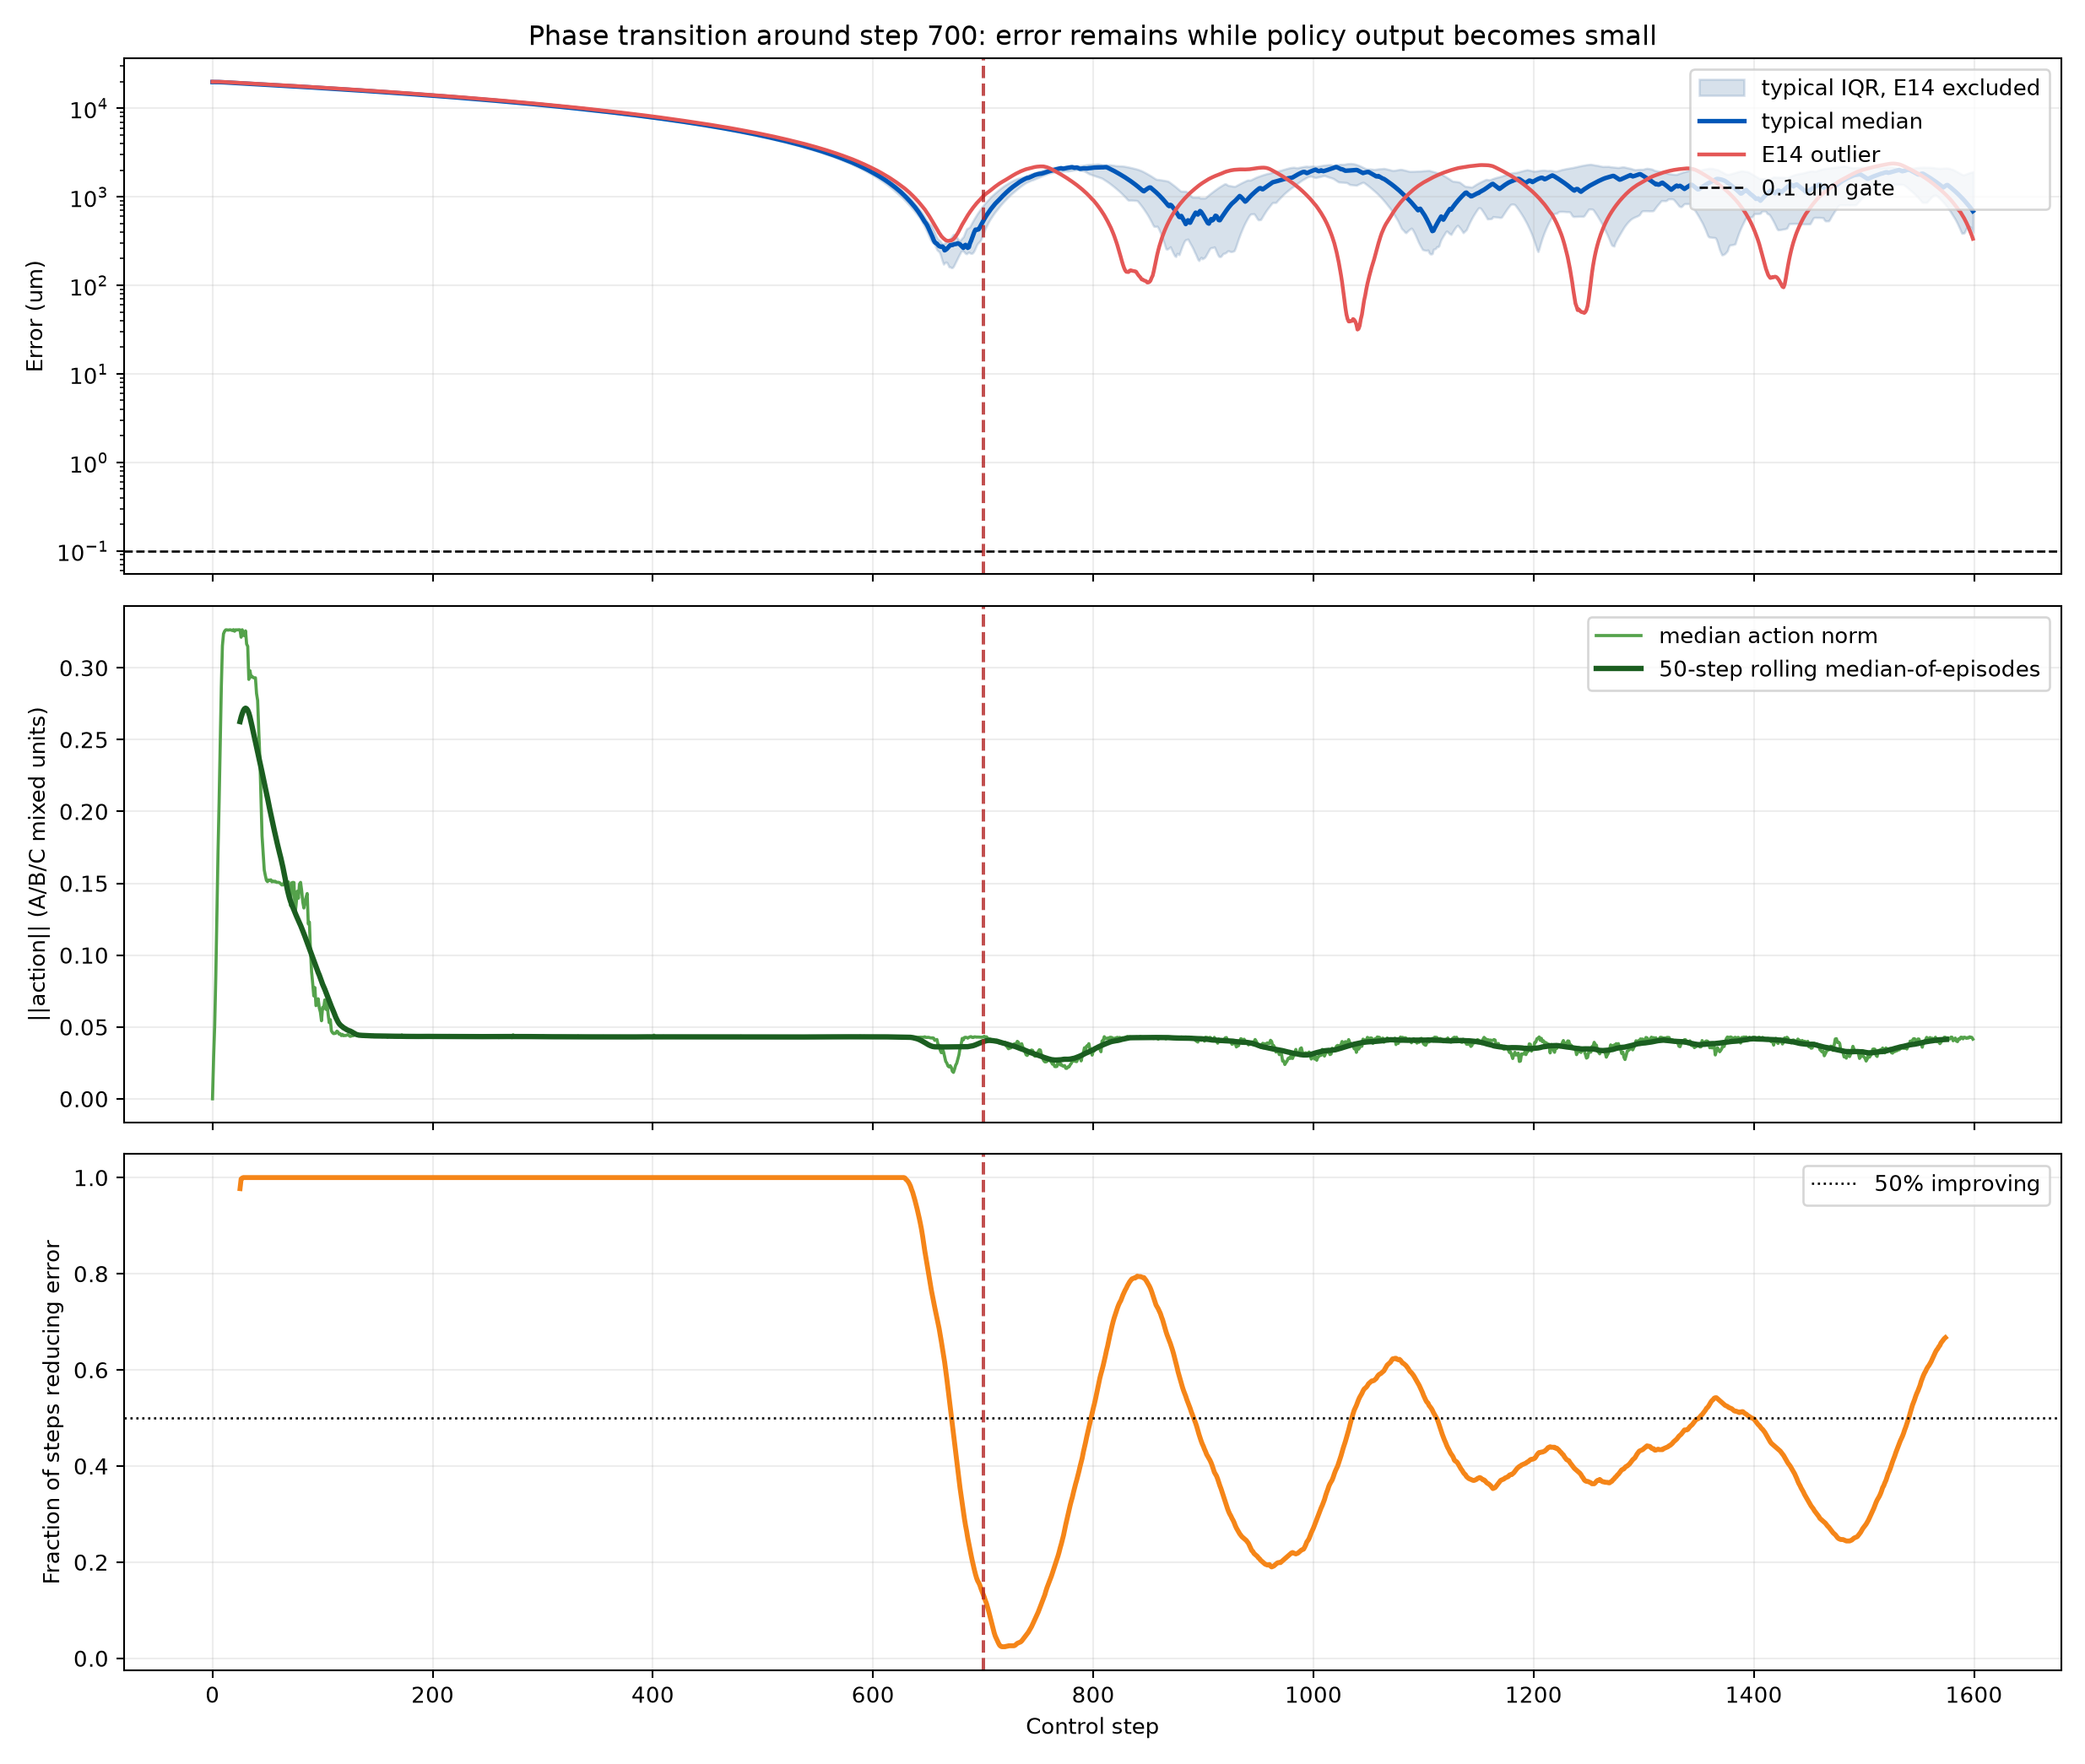 Phase transition around step 700: error remains while policy output becomes small
Error (um)
10⁴
10³
10²
10¹
10⁰
10⁻¹
typical IQR, E14 excluded
typical median
E14 outlier
0.1 um gate
||action|| (A/B/C mixed units)
0.30
0.25
0.20
0.15
0.10
0.05
0.00
median action norm
50-step rolling median-of-episodes
Fraction of steps reducing error
1.0
0.8
0.6
0.4
0.2
0.0
50% improving
0 200 400 600 800 1000 1200 1400 1600
Control step